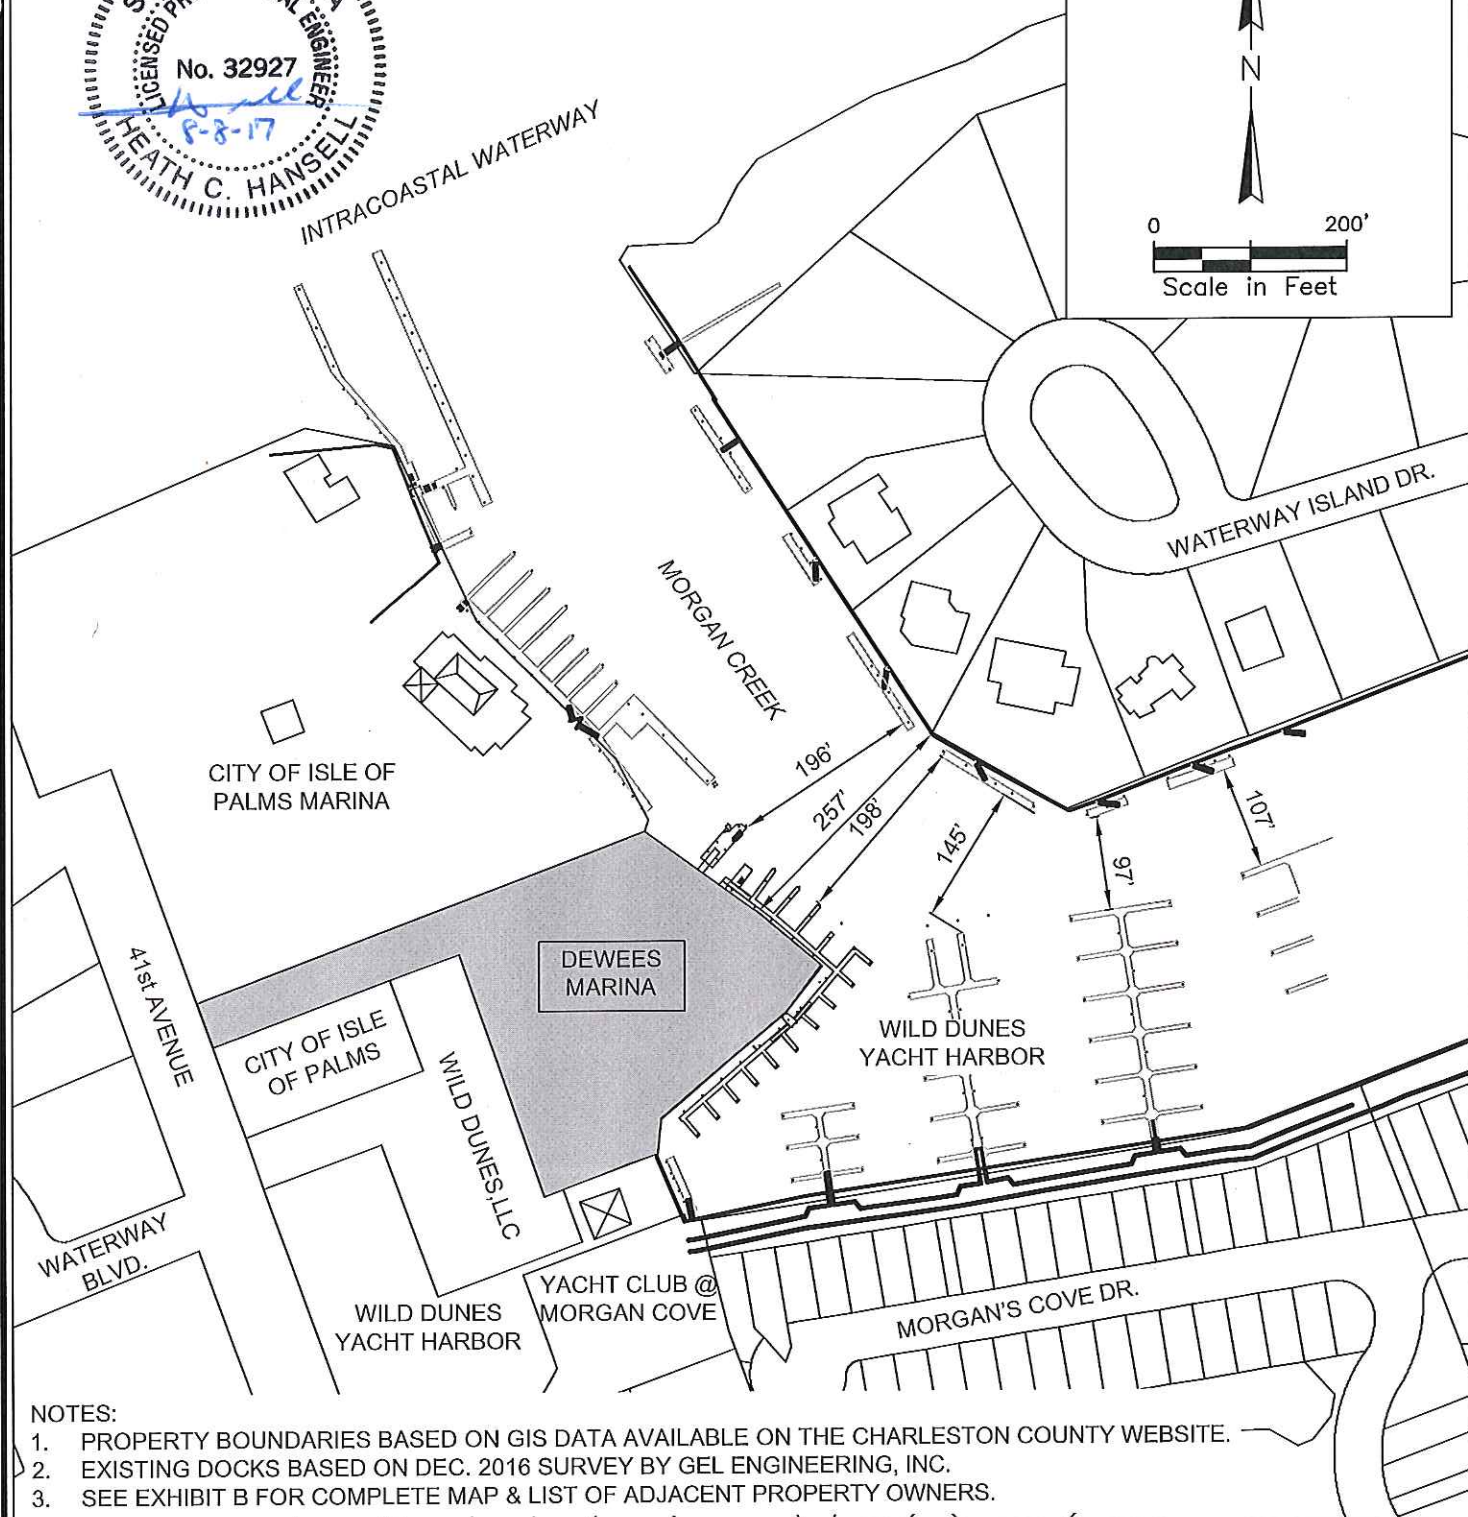 LICENSED
ENGINEER
No. 32927
8-8-17
HEATH C. HANSELL
N
0 200'
Scale in Feet
INTRACOASTAL WATERWAY
WATERWAY ISLAND DR.
MORGAN CREEK
CITY OF ISLE OF
PALMS MARINA
196'
257'
198'
145'
97'
107'
41st AVENUE
DEWEES
MARINA
CITY OF ISLE
OF PALMS
WILD DUNES,LLC
WILD DUNES
YACHT HARBOR
WATERWAY
BLVD.
WILD DUNES
YACHT HARBOR
YACHT CLUB @
MORGAN COVE
MORGAN'S COVE DR.
NOTES:
1. PROPERTY BOUNDARIES BASED ON GIS DATA AVAILABLE ON THE CHARLESTON COUNTY WEBSITE.
2. EXISTING DOCKS BASED ON DEC. 2016 SURVEY BY GEL ENGINEERING, INC.
3. SEE EXHIBIT B FOR COMPLETE MAP & LIST OF ADJACENT PROPERTY OWNERS.